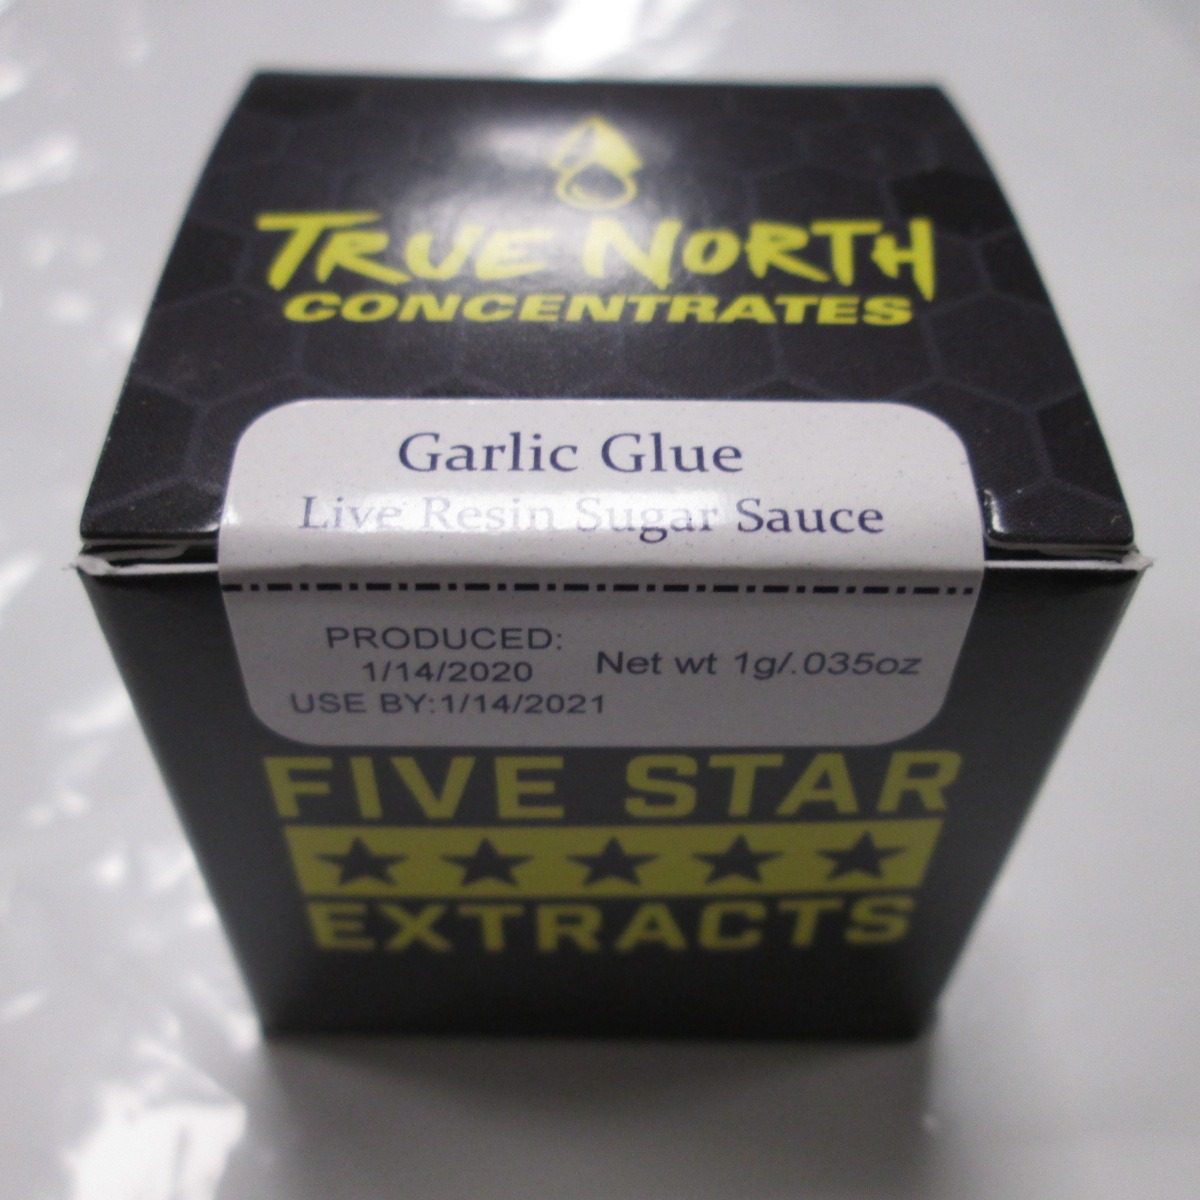 TRUE NORTH
CONCENTRATES
Garlic Glue
Live Resin Sugar Sauce
PRODUCED:
1/14/2020
Net wt 1g/.035oz
USE BY:1/14/2021
FIVE STAR
EXTRACTS